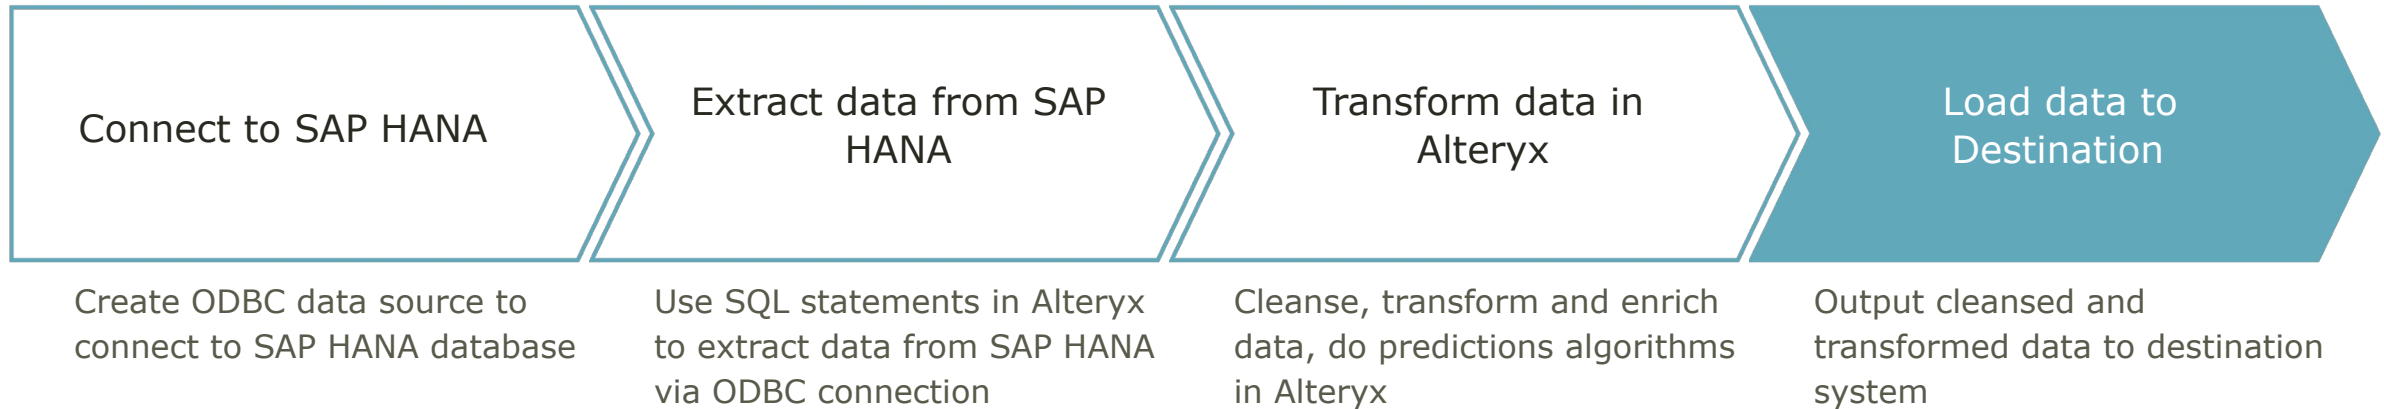 Connect to SAP HANA
Extract data from SAP
HANA
Transform data in
Alteryx
Load data to
Destination
Create ODBC data source to
connect to SAP HANA database
Use SQL statements in Alteryx
to extract data from SAP HANA
via ODBC connection
Cleanse, transform and enrich
data, do predictions algorithms
in Alteryx
Output cleansed and
transformed data to destination
system